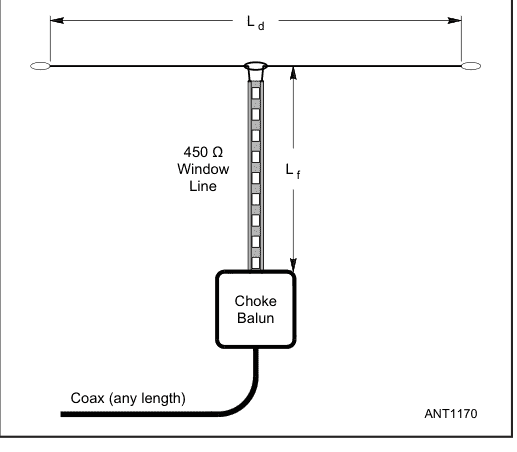 L d
450 Ω
Window
Line
L f
Choke
Balun
Coax (any length)
ANT1170